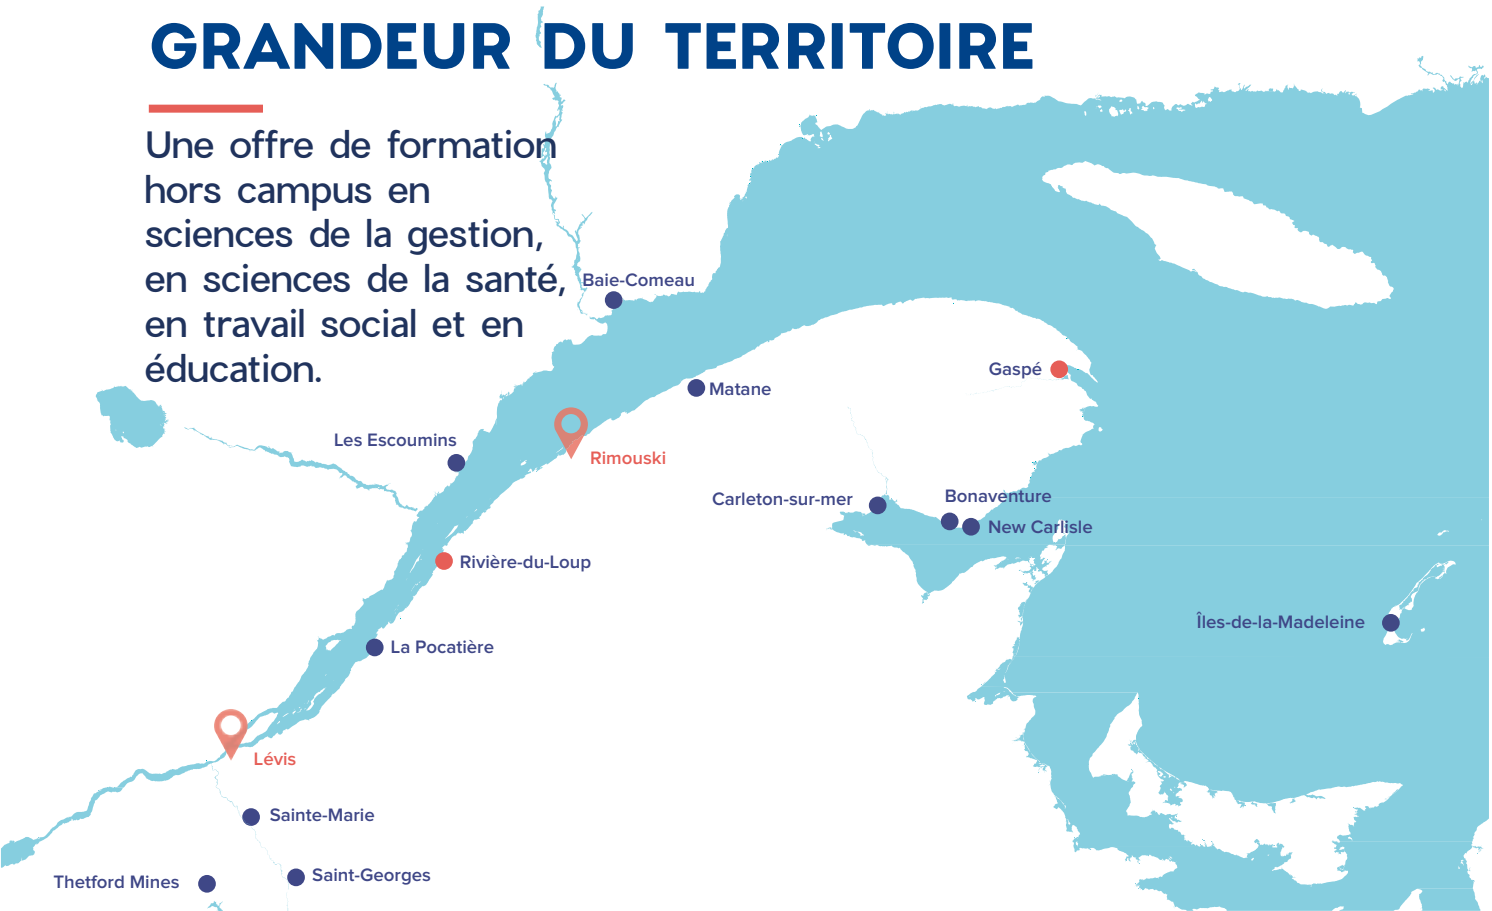 GRANDEUR DU TERRITOIRE
Une offre de formation
hors campus en
sciences de la gestion,
en sciences de la santé,
en travail social et en
éducation.
Baie-Comeau
Gaspé
Matane
Les Escoumins
Rimouski
Carleton-sur-mer
Bonaventure
New Carlisle
Rivière-du-Loup
Îles-de-la-Madeleine
La Pocatière
Lévis
Sainte-Marie
Saint-Georges
Thetford Mines